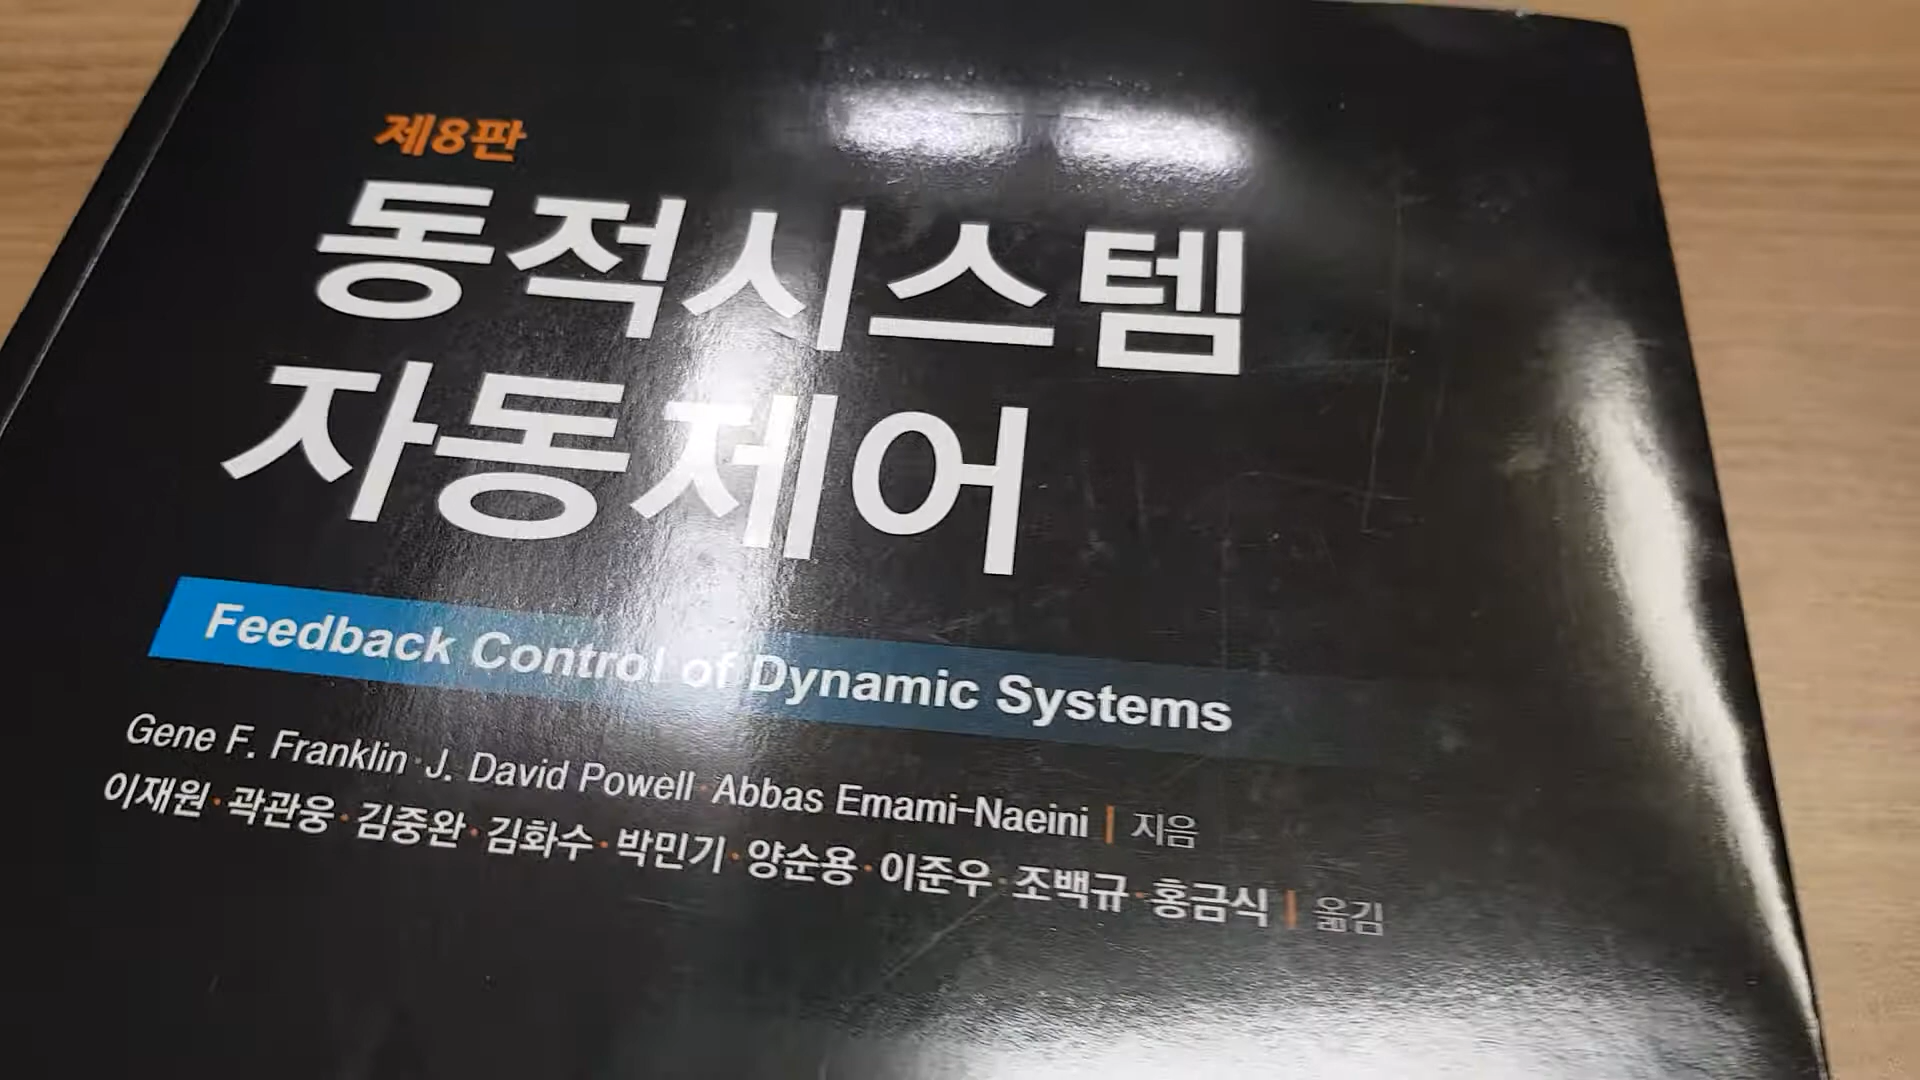 제8판
동적시스템
자동제어
Feedback Control of Dynamic Systems
Gene F. Franklin·J. David Powell·Abbas Emami-Naeini | 지음
이재원·곽관웅·김중완·김화수·박민기·양순용·이준우·조백규·홍금식 | 옮김